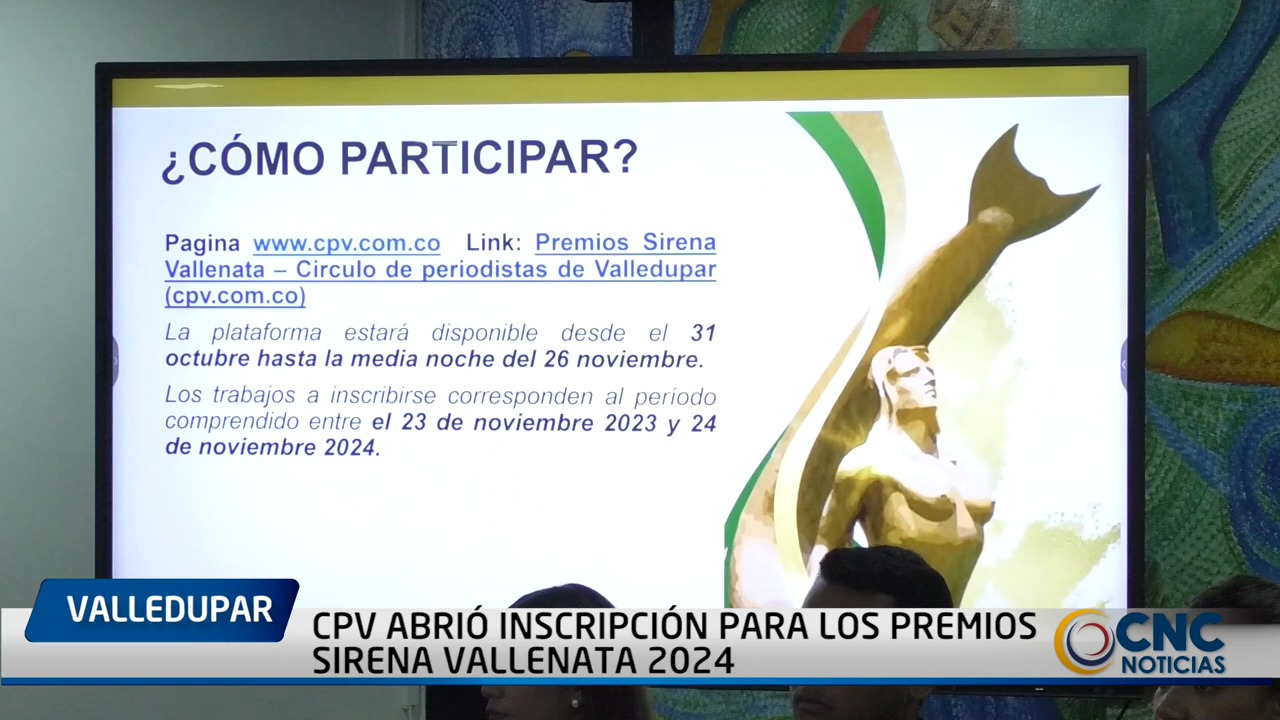 ¿CÓMO PARTICIPAR?
Pagina www.cpv.com.co Link: Premios Sirena
Vallenata – Circulo de periodistas de Valledupar
(cpv.com.co)
La plataforma estará disponible desde el 31
octubre hasta la media noche del 26 noviembre.
Los trabajos a inscribirse corresponden al período
comprendido entre el 23 de noviembre 2023 y 24
de noviembre 2024.
VALLEDUPAR
CPV ABRIÓ INSCRIPCIÓN PARA LOS PREMIOS
SIRENA VALLENATA 2024
CNC
NOTICIAS